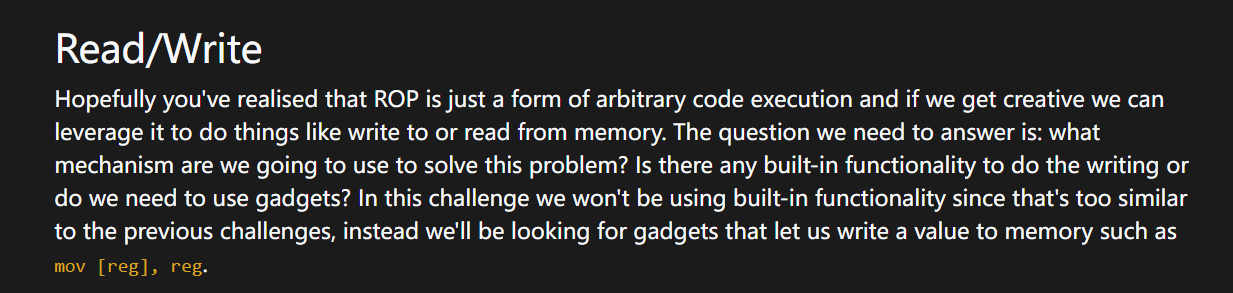 Read/Write
Hopefully you've realised that ROP is just a form of arbitrary code execution and if we get creative we can
leverage it to do things like write to or read from memory. The question we need to answer is: what
mechanism are we going to use to solve this problem? Is there any built-in functionality to do the writing or
do we need to use gadgets? In this challenge we won't be using built-in functionality since that's too similar
to the previous challenges, instead we'll be looking for gadgets that let us write a value to memory such as
mov [reg], reg.